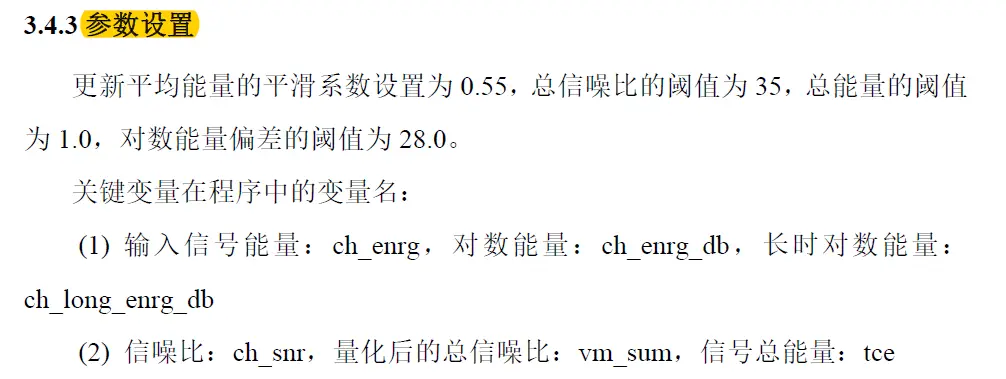 3.4.3 参数设置
更新平均能量的平滑系数设置为 0.55，总信噪比的阈值为 35，总能量的阈值
为 1.0，对数能量偏差的阈值为 28.0。
关键变量在程序中的变量名：
(1) 输入信号能量：ch_enrg，对数能量：ch_enrg_db，长时对数能量：
ch_long_enrg_db
(2) 信噪比：ch_snr，量化后的总信噪比：vm_sum，信号总能量：tce